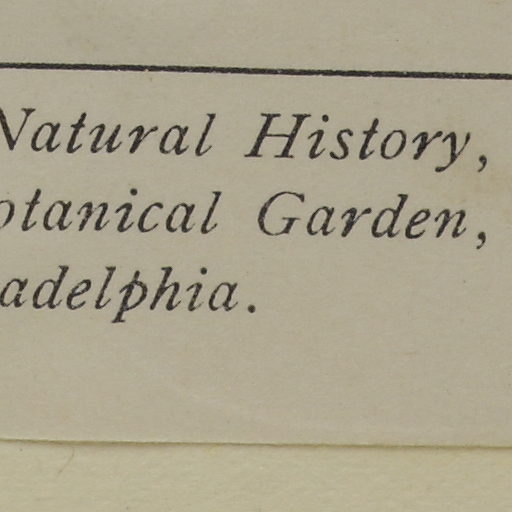 Natural History,
otanical Garden,
adelphia.